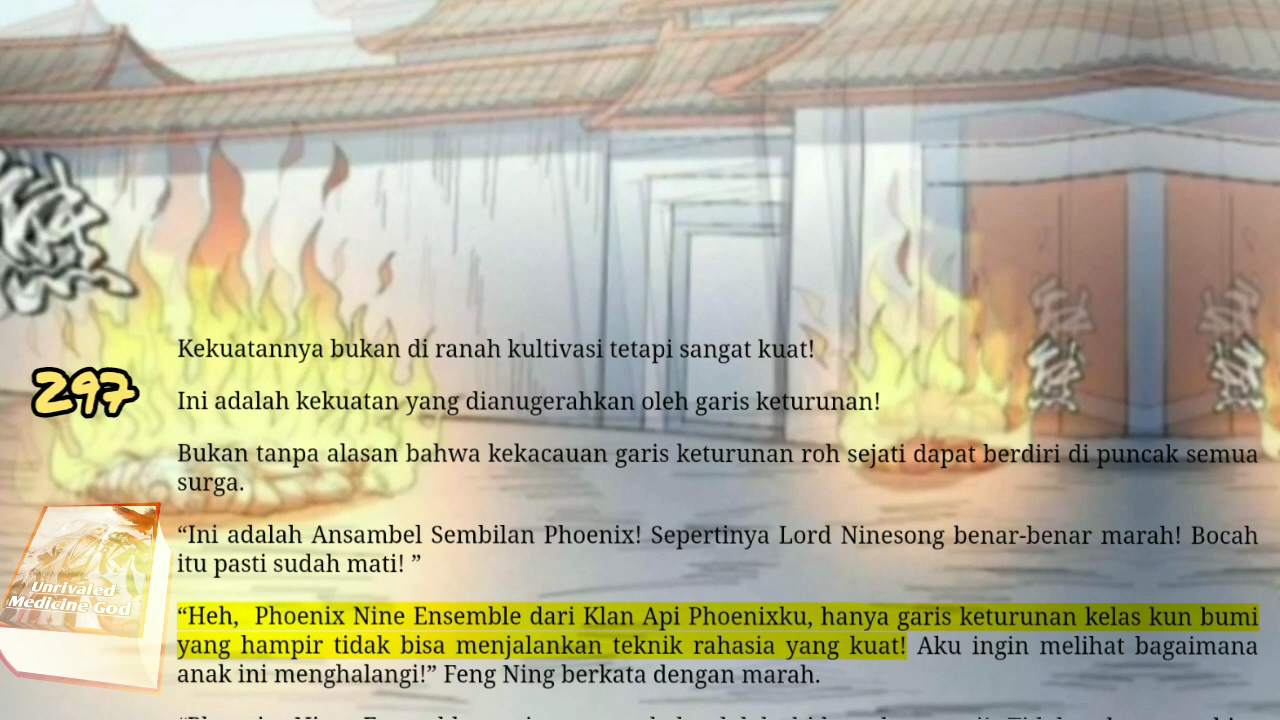 Kekuatannya bukan di ranah kultivasi tetapi sangat kuat!
297
Ini adalah kekuatan yang dianugerahkan oleh garis keturunan!
Bukan tanpa alasan bahwa kekacauan garis keturunan roh sejati dapat berdiri di puncak semua
surga.
“Ini adalah Ansambel Sembilan Phoenix! Sepertinya Lord Ninesong benar-benar marah! Bocah
itu pasti sudah mati! ”
Unrivaled
Medicine God
“Heh,  Phoenix Nine Ensemble dari Klan Api Phoenixku, hanya garis keturunan kelas kun bumi
yang hampir tidak bisa menjalankan teknik rahasia yang kuat! Aku ingin melihat bagaimana
anak ini menghalangi!” Feng Ning berkata dengan marah.